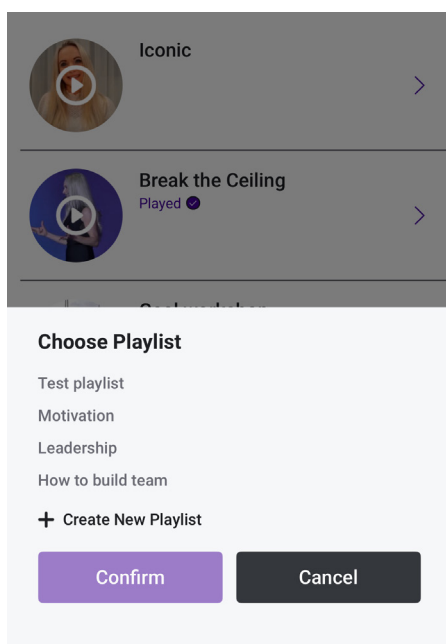 Iconic
Break the Ceiling
Played
Choose Playlist
Test playlist
Motivation
Leadership
How to build team
+ Create New Playlist
Confirm
Cancel